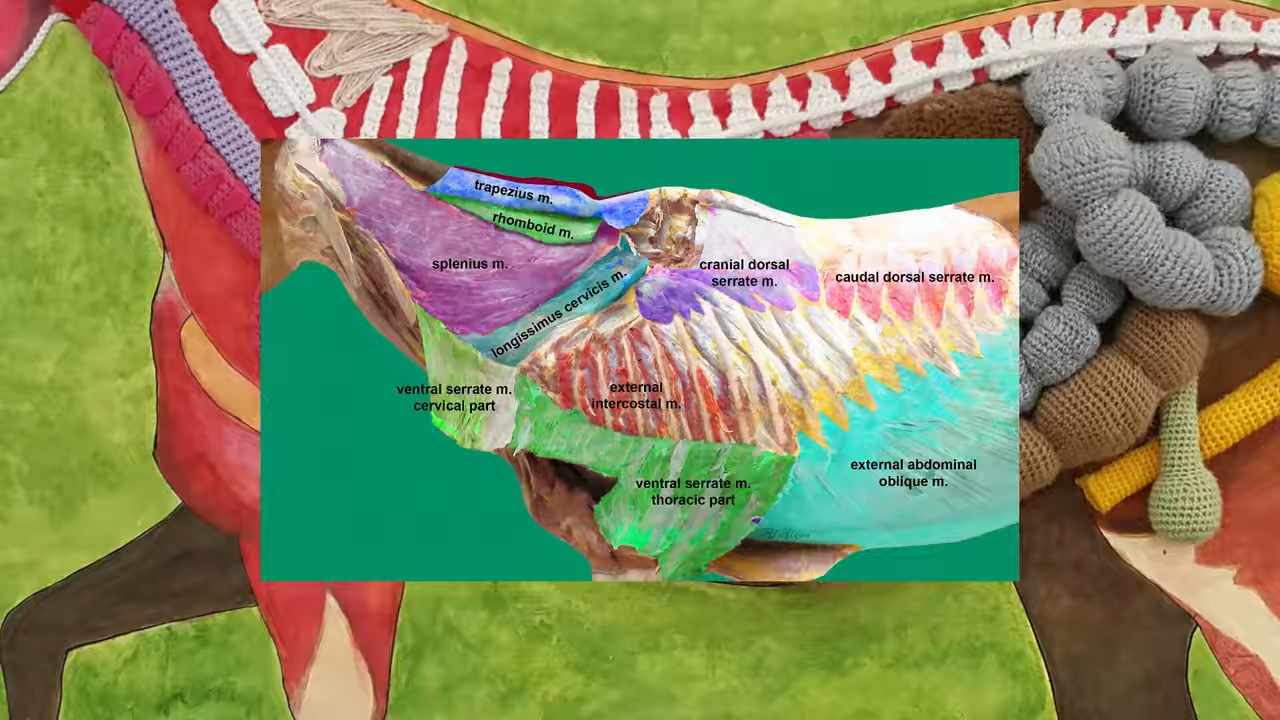 trapezius m.
rhomboid m.
splenius m.
longissimus cervicis m.
cranial dorsal
serrate m.
caudal dorsal serrate m.
ventral serrate m.
cervical part
external
intercostal m.
external abdominal
oblique m.
ventral serrate m.
thoracic part